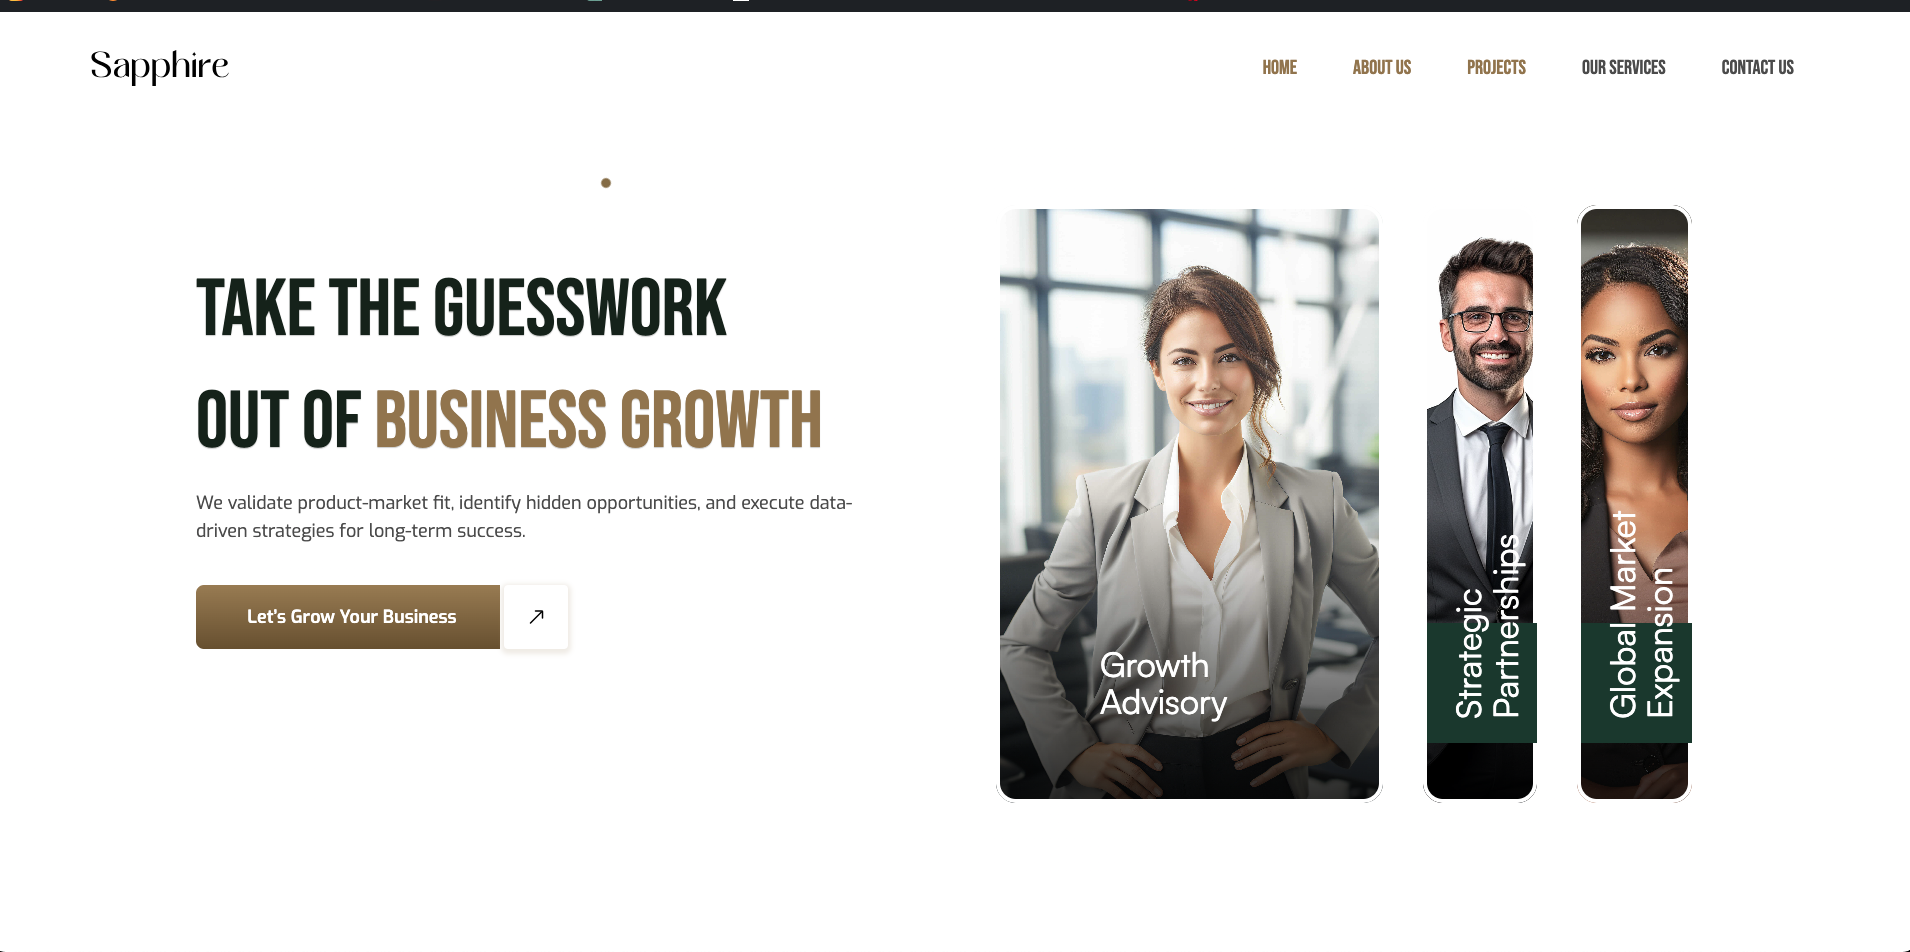 Sapphire
HOME
ABOUT US
PROJECTS
OUR SERVICES
CONTACT US
TAKE THE GUESSWORK
OUT OF BUSINESS GROWTH
We validate product-market fit, identify hidden opportunities, and execute data-
driven strategies for long-term success.
Let's Grow Your Business
Growth
Advisory
Strategic
Partnerships
Global Market
Expansion